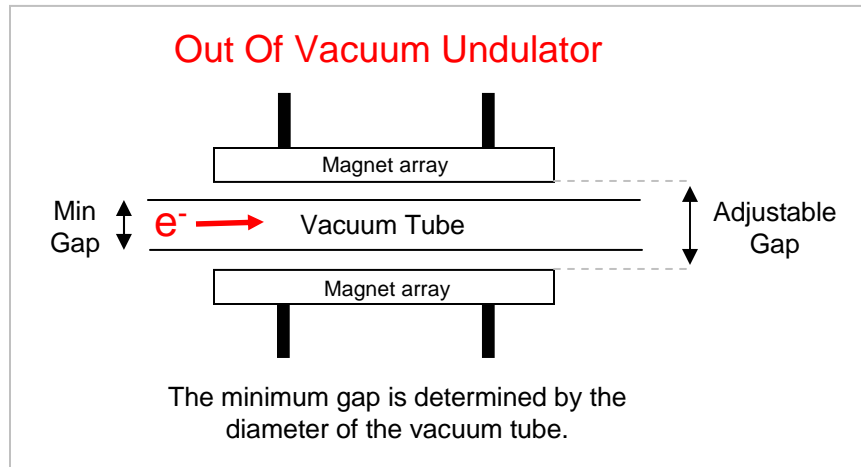 Out Of Vacuum Undulator
Magnet array
Min
Gap
e-
Vacuum Tube
Adjustable
Gap
Magnet array
The minimum gap is determined by the
diameter of the vacuum tube.